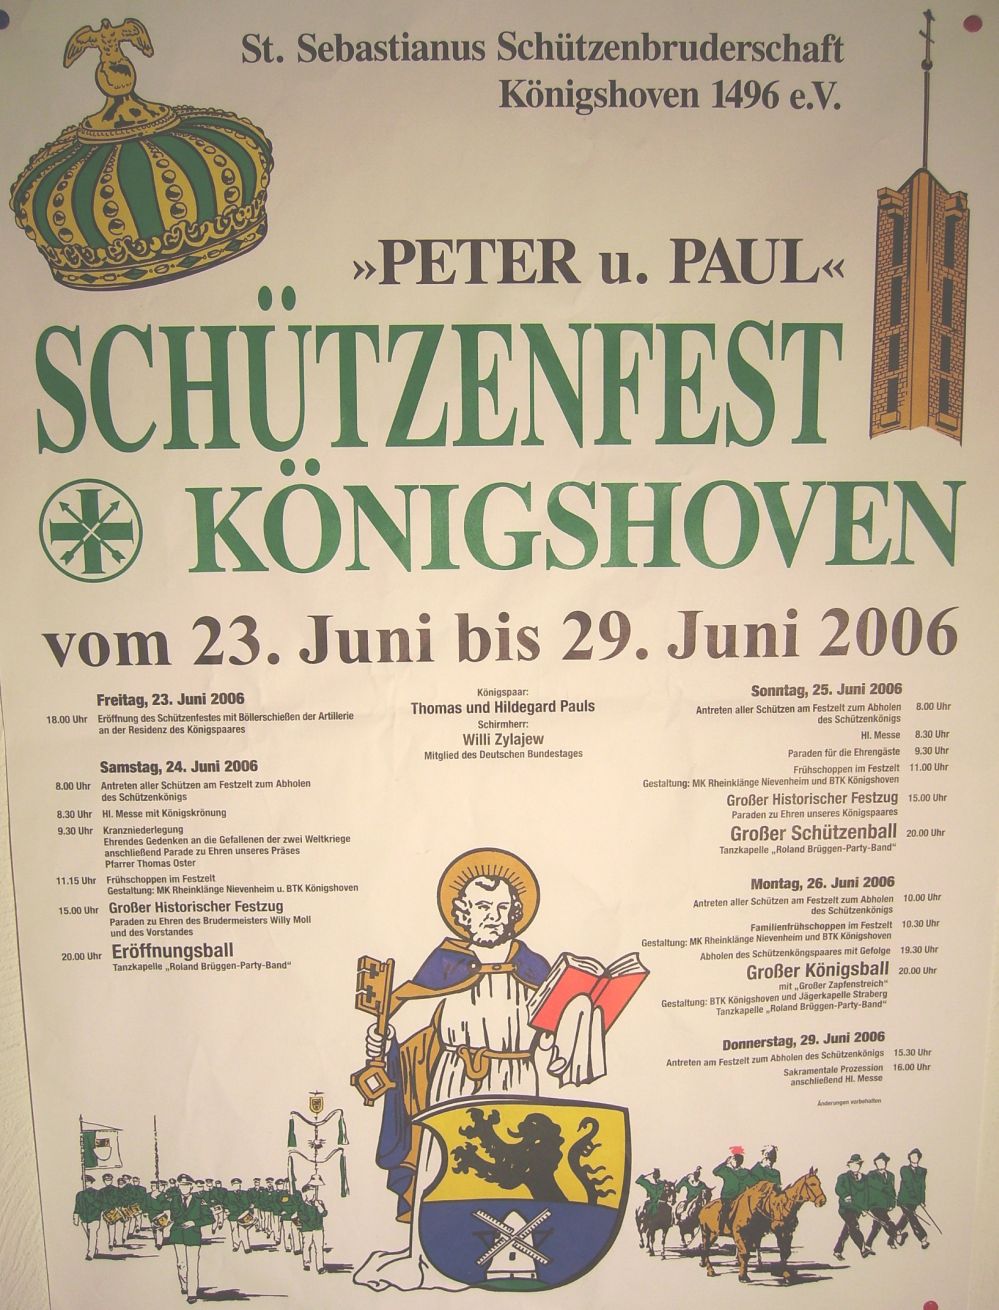 St. Sebastianus Schützenbruderschaft
Königshoven 1496 e.V.
»PETER u. PAUL«
SCHÜTZENFEST
KÖNIGSHOVEN
vom 23. Juni bis 29. Juni 2006
Freitag, 23. Juni 2006
18.00 Uhr Eröffnung des Schützenfestes mit Böllerschießen der Artillerie
an der Residenz des Königspaares
Samstag, 24. Juni 2006
8.00 Uhr Antreten aller Schützen am Festzelt zum Abholen
des Schützenkönigs
8.30 Uhr Hl. Messe mit Königskrönung
9.30 Uhr Kranzniederlegung
Ehrendes Gedenken an die Gefallenen der zwei Weltkriege
anschließend Parade zu Ehren unseres Präses
Pfarrer Thomas Oster
11.15 Uhr Frühschoppen im Festzelt
Gestaltung: MK Rheinklänge Nievenheim u. BTK Königshoven
15.00 Uhr Großer Historischer Festzug
Paraden zu Ehren des Brudermeisters Willy Moll
und des Vorstandes
20.00 Uhr Eröffnungsball
Tanzkapelle „Roland Brüggen-Party-Band“
Königspaar:
Thomas und Hildegard Pauls
Schirmherr:
Willi Zylajew
Mitglied des Deutschen Bundestages
Sonntag, 25. Juni 2006
Antreten aller Schützen am Festzelt zum Abholen 8.00 Uhr
des Schützenkönigs
Hl. Messe 8.30 Uhr
Paraden für die Ehrengäste 9.30 Uhr
Frühschoppen im Festzelt 11.00 Uhr
Gestaltung: MK Rheinklänge Nievenheim und BTK Königshoven
Großer Historischer Festzug 15.00 Uhr
Paraden zu Ehren unseres Königspaares
Großer Schützenball 20.00 Uhr
Tanzkapelle „Roland Brüggen-Party-Band“
Montag, 26. Juni 2006
Antreten aller Schützen am Festzelt zum Abholen 10.00 Uhr
des Schützenkönigs
Familienfrühschoppen im Festzelt 10.30 Uhr
Gestaltung: MK Rheinklänge Nievenheim und BTK Königshoven
Abholen des Schützenköngspaares mit Gefolge 19.30 Uhr
Großer Königsball 20.00 Uhr
mit „Großer Zapfenstreich“
Gestaltung: BTK Königshoven und Jägerkapelle Straberg
Tanzkapelle „Roland Brüggen-Party-Band“
Donnerstag, 29. Juni 2006
Antreten am Festzelt zum Abholen des Schützenkönigs 15.30 Uhr
Sakramentale Prozession 16.00 Uhr
anschließend Hl. Messe
Änderungen vorbehalten